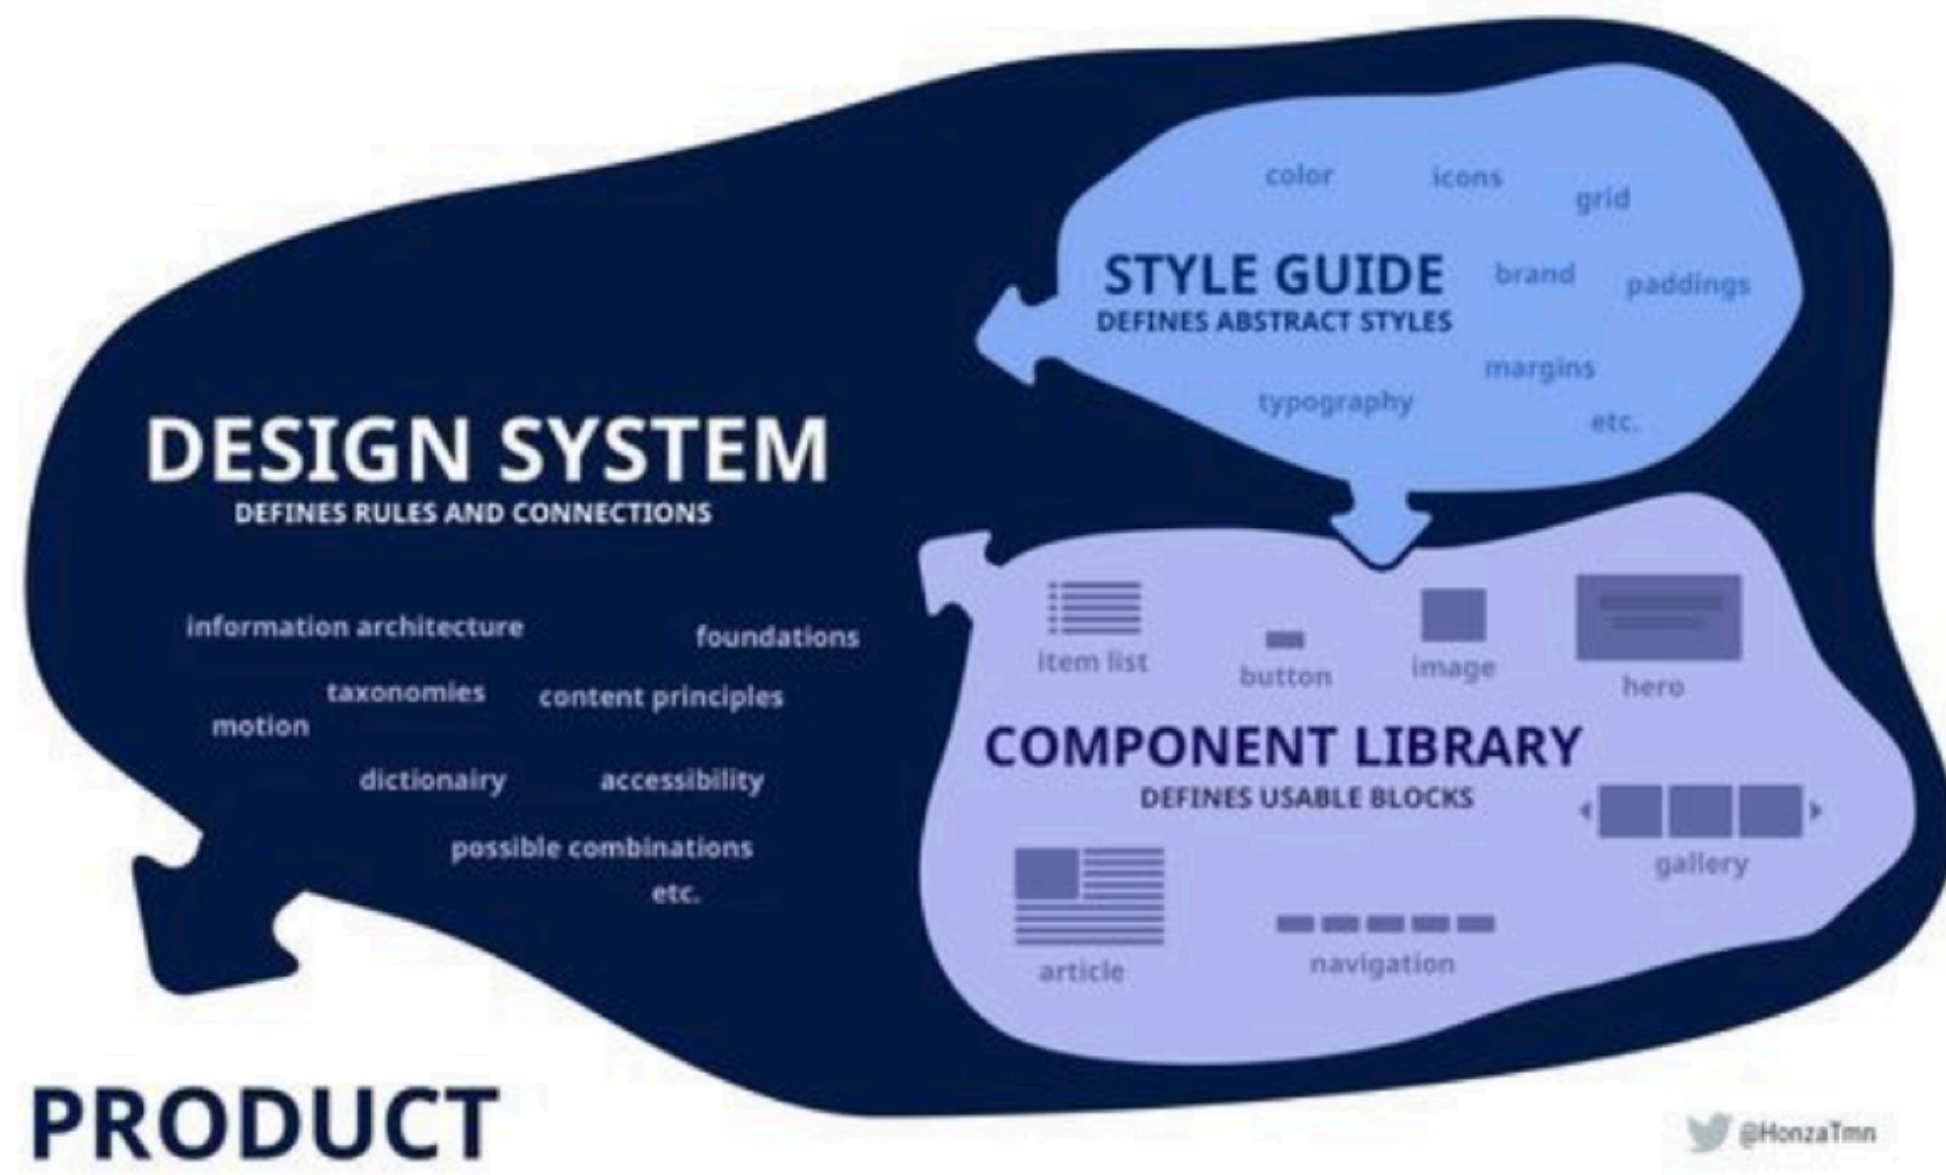 DESIGN SYSTEM
DEFINES RULES AND CONNECTIONS
information architecture
foundations
taxonomies
content principles
motion
dictionairy
accessibility
possible combinations
etc.
color
icons
grid
STYLE GUIDE
DEFINES ABSTRACT STYLES
brand
paddings
margins
typography
etc.
item list
button
image
hero
COMPONENT LIBRARY
DEFINES USABLE BLOCKS
gallery
article
navigation
PRODUCT
@HonzaTmn